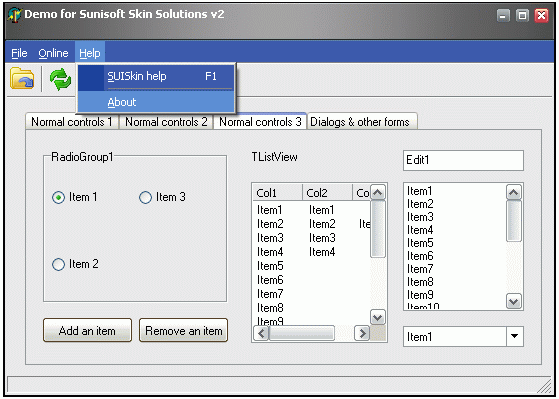 Demo for Sunisoft Skin Solutions v2
File Online Help
SUISkin help F1
About
Normal controls 1 Normal controls 2 Normal controls 3 Dialogs & other forms
RadioGroup1
Item 1 Item 3
Item 2
Add an item Remove an item
TListView
Col1 Col2 Co
Item1 Item1
Item2 Item2 Ite
Item3 Item3
Item4 Item4
Item5
Item6
Item7
Item8
Item9
Edit1
Item1
Item2
Item3
Item4
Item5
Item6
Item7
Item8
Item9
Item10
Item1